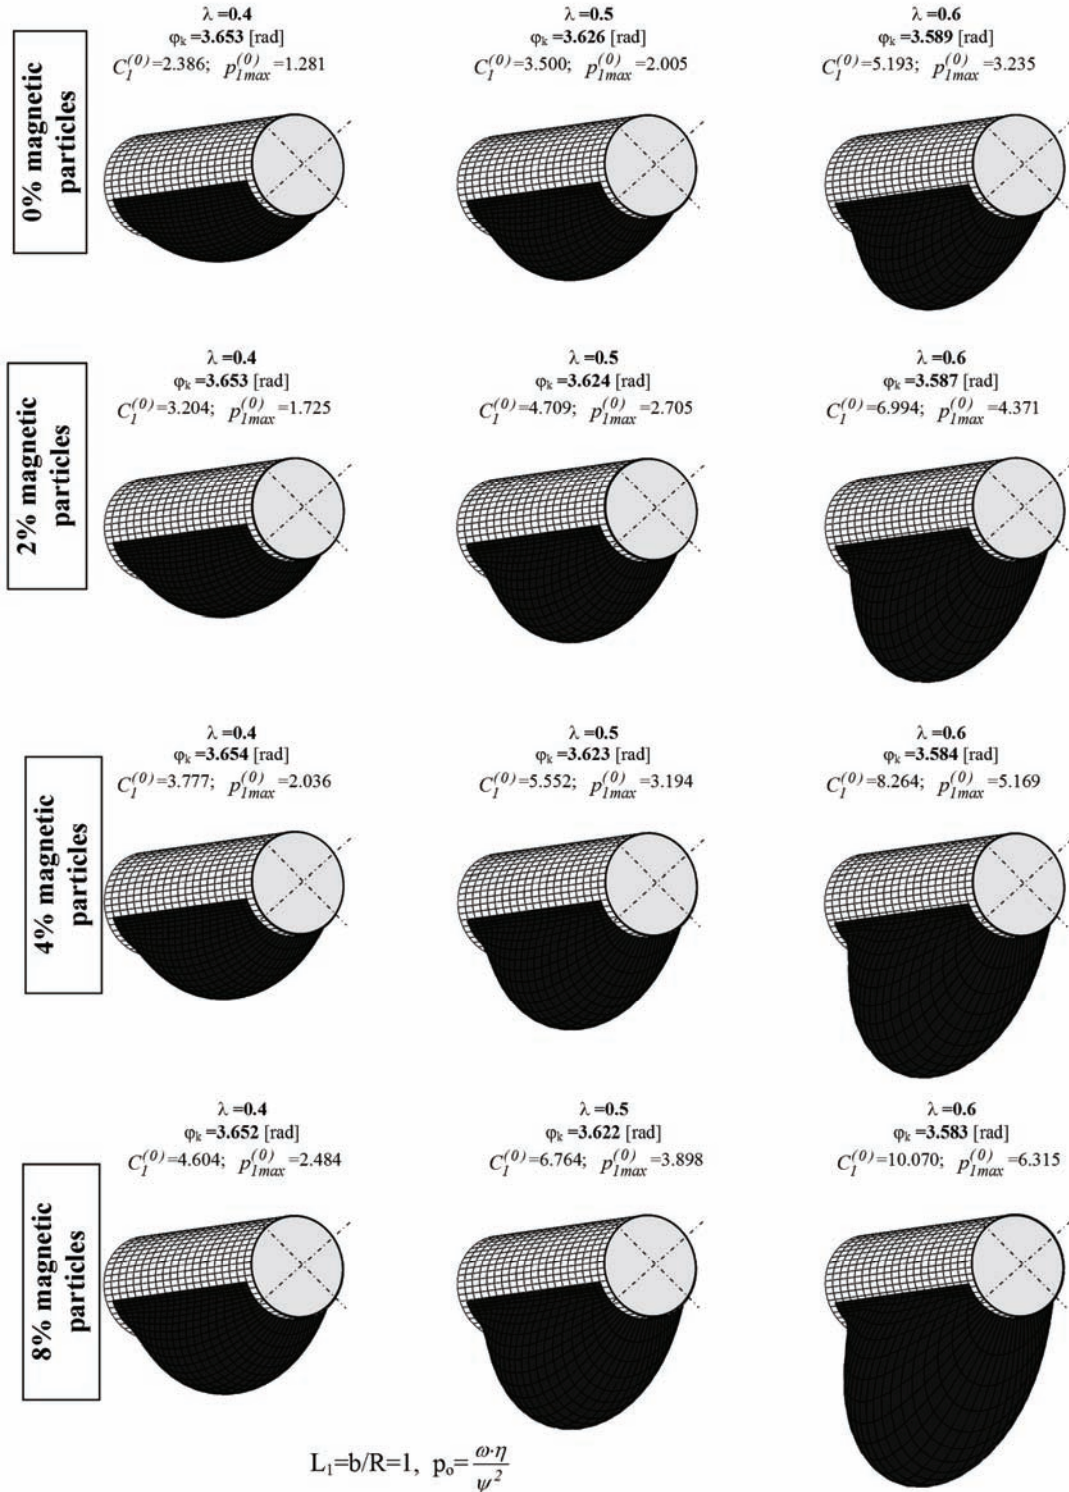 0% magnetic
particles
λ =0.4
φk =3.653 [rad]
C1(0)=2.386; p1max(0)=1.281
λ =0.5
φk =3.626 [rad]
C1(0)=3.500; p1max(0)=2.005
λ =0.6
φk =3.589 [rad]
C1(0)=5.193; p1max(0)=3.235
2% magnetic
particles
λ =0.4
φk =3.653 [rad]
C1(0)=3.204; p1max(0)=1.725
λ =0.5
φk =3.624 [rad]
C1(0)=4.709; p1max(0)=2.705
λ =0.6
φk =3.587 [rad]
C1(0)=6.994; p1max(0)=4.371
4% magnetic
particles
λ =0.4
φk =3.654 [rad]
C1(0)=3.777; p1max(0)=2.036
λ =0.5
φk =3.623 [rad]
C1(0)=5.552; p1max(0)=3.194
λ =0.6
φk =3.584 [rad]
C1(0)=8.264; p1max(0)=5.169
8% magnetic
particles
λ =0.4
φk =3.652 [rad]
C1(0)=4.604; p1max(0)=2.484
λ =0.5
φk =3.622 [rad]
C1(0)=6.764; p1max(0)=3.898
λ =0.6
φk =3.583 [rad]
C1(0)=10.070; p1max(0)=6.315
L1=b/R=1, po=ω·η/ψ2